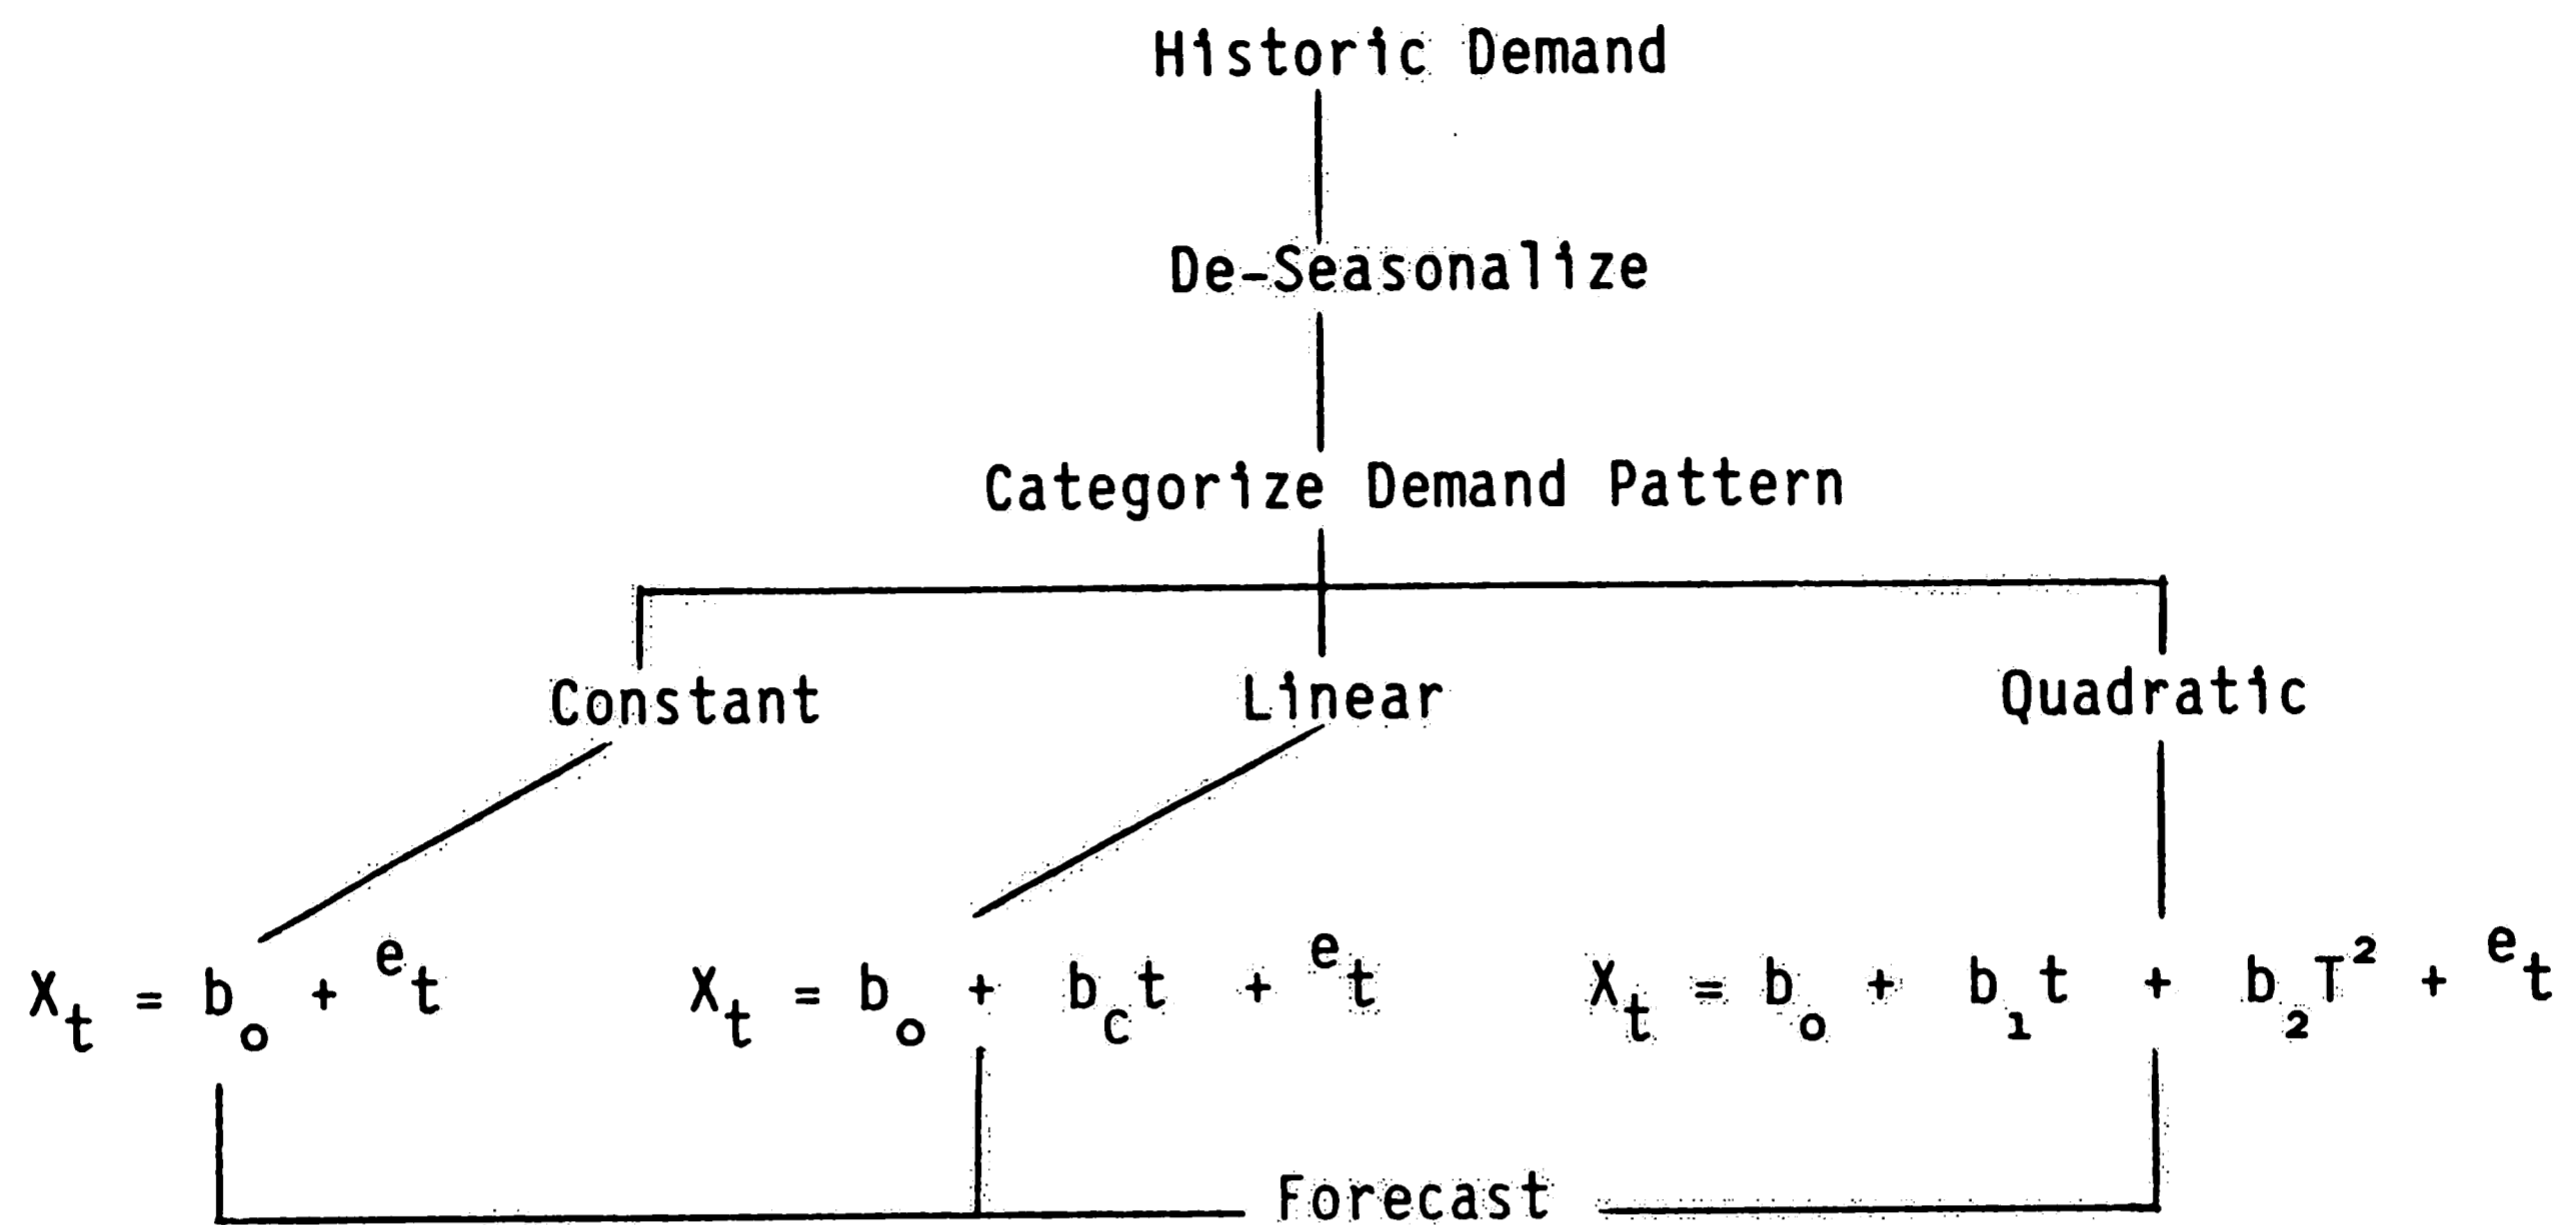 Historic Demand
De-Seasonalize
Categorize Demand Pattern
Constant Linear Quadratic
X_t = b_o + e_t X_t = b_o + b_c t + e_t X_t = b_o + b_1 t + b_2 T^2 + e_t
Forecast